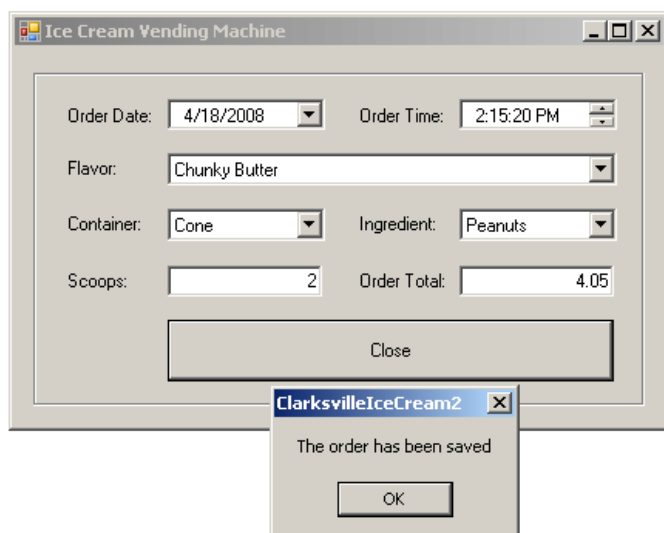 Ice Cream Vending Machine
Order Date: 4/18/2008 Order Time: 2:15:20 PM
Flavor: Chunky Butter
Container: Cone Ingredient: Peanuts
Scoops: 2 Order Total: 4.05
Close
ClarksvilleIceCream2
The order has been saved
OK